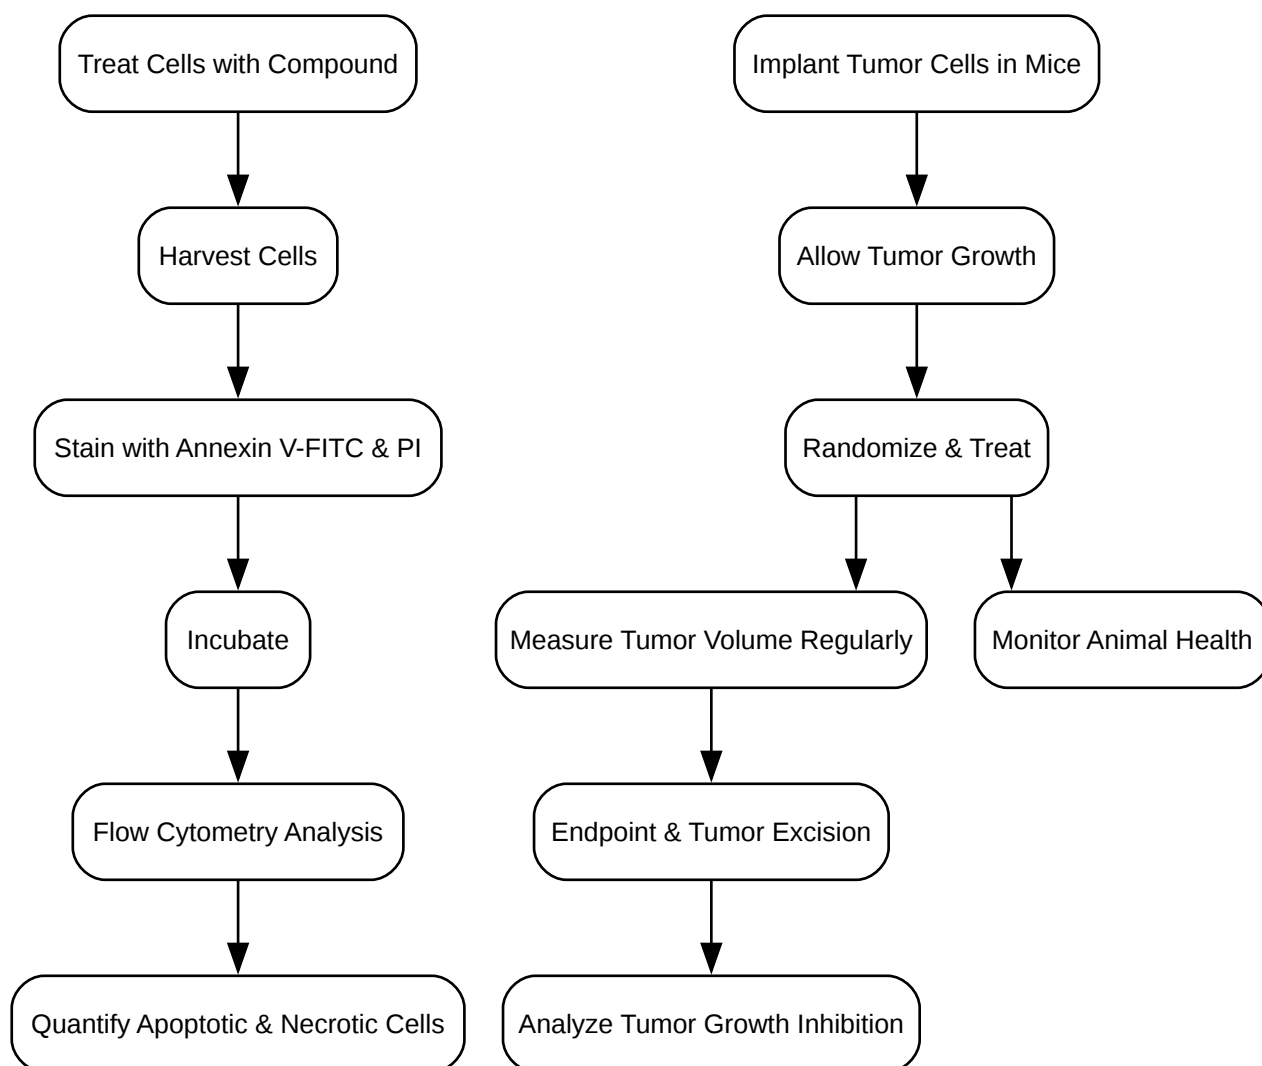 Treat Cells with Compound
Harvest Cells
Stain with Annexin V-FITC & PI
Incubate
Flow Cytometry Analysis
Quantify Apoptotic & Necrotic Cells
Implant Tumor Cells in Mice
Allow Tumor Growth
Randomize & Treat
Measure Tumor Volume Regularly
Monitor Animal Health
Endpoint & Tumor Excision
Analyze Tumor Growth Inhibition